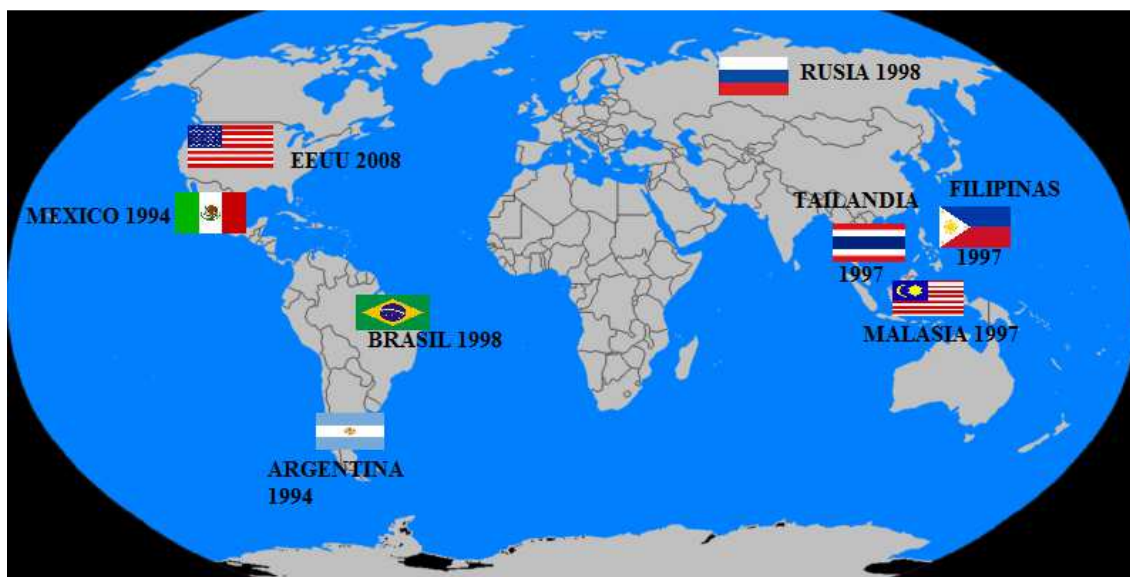 RUSIA 1998
EEUU 2008
MEXICO 1994
TAILANDIA
1997
FILIPINAS
1997
MALASIA 1997
BRASIL 1998
ARGENTINA
1994